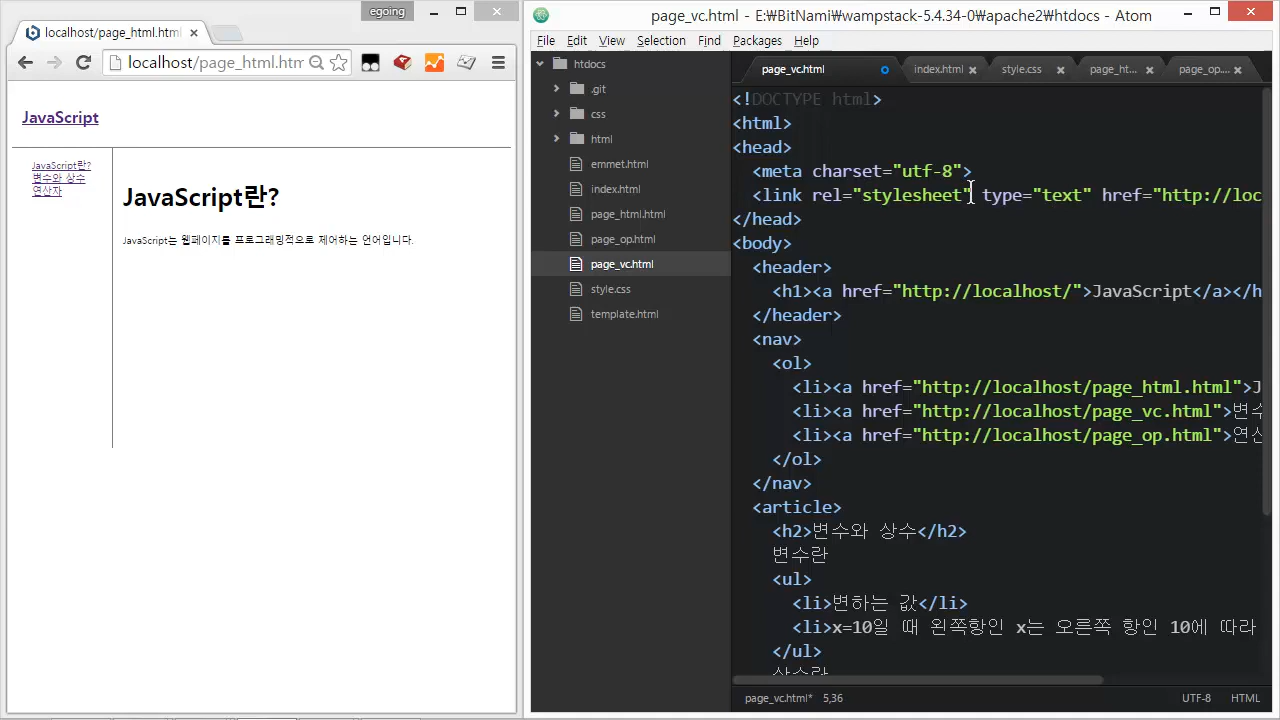 egoing
localhost/page_html.html
localhost/page_html.htm
JavaScript
JavaScript란?
변수와 상수
연산자
JavaScript란?
JavaScript는 웹페이지를 프로그래밍적으로 제어하는 언어입니다.
page_vc.html - E:₩BitNami₩wampstack-5.4.34-0₩apache2₩htdocs - Atom
File Edit View Selection Find Packages Help
htdocs
.git
css
html
emmet.html
index.html
page_html.html
page_op.html
page_vc.html
style.css
template.html
page_vc.html index.html style.css page_ht... page_op....
<!DOCTYPE html>
<html>
<head>
<meta charset="utf-8">
<link rel="stylesheet" type="text" href="http://loc
</head>
<body>
<header>
<h1><a href="http://localhost/">JavaScript</a></h
</header>
<nav>
<ol>
<li><a href="http://localhost/page_html.html">J
<li><a href="http://localhost/page_vc.html">변수
<li><a href="http://localhost/page_op.html">연산
</ol>
</nav>
<article>
<h2>변수와 상수</h2>
변수란
<ul>
<li>변하는 값</li>
<li>x=10일 때 왼쪽항인 x는 오른쪽 항인 10에 따라
</ul>
상수란
page_vc.html* 5,36 UTF-8 HTML